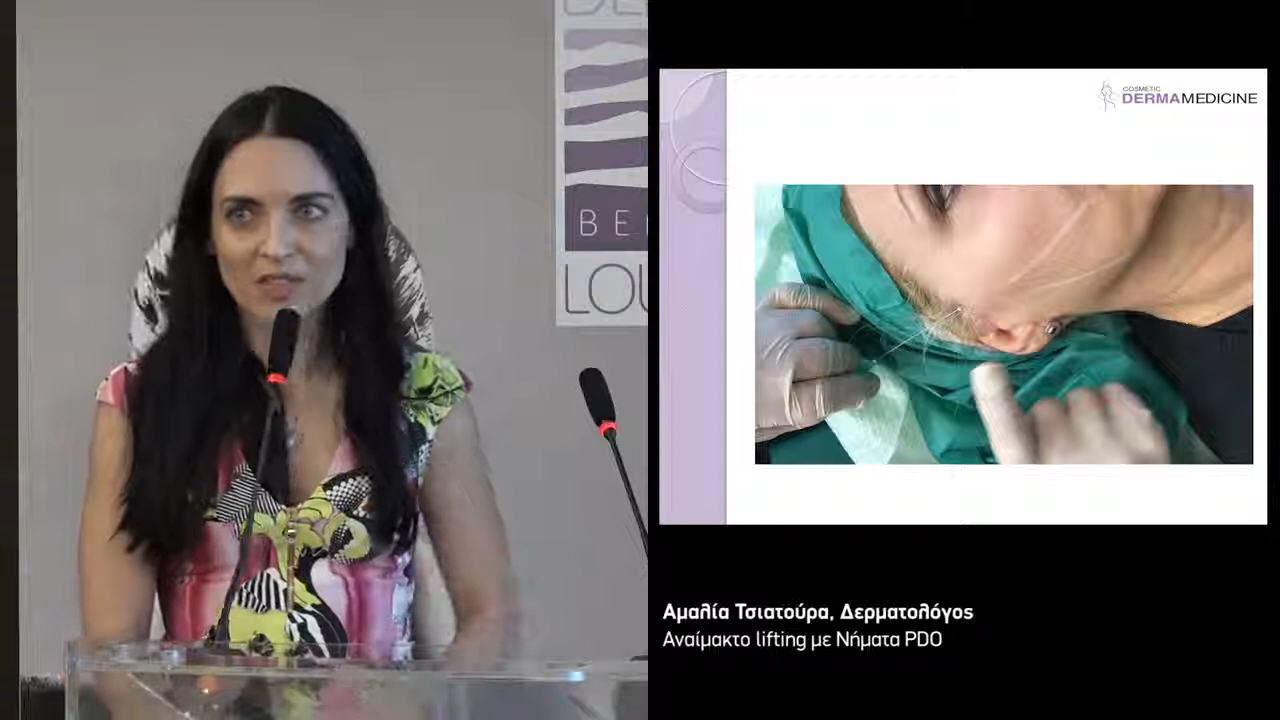 BE
LOU
COSMETIC
DERMAMEDICINE
Αμαλία Τσιατούρα, Δερματολόγος
Αναίμακτο lifting με Νήματα PDO